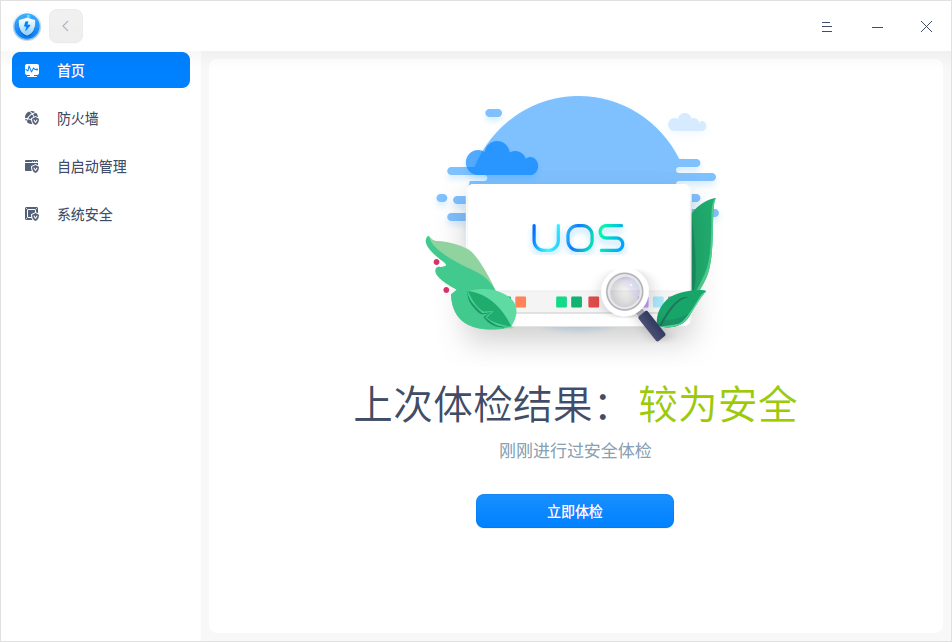 首页
防火墙
自启动管理
系统安全
UOS
上次体检结果：较为安全
刚刚进行过安全体检
立即体检